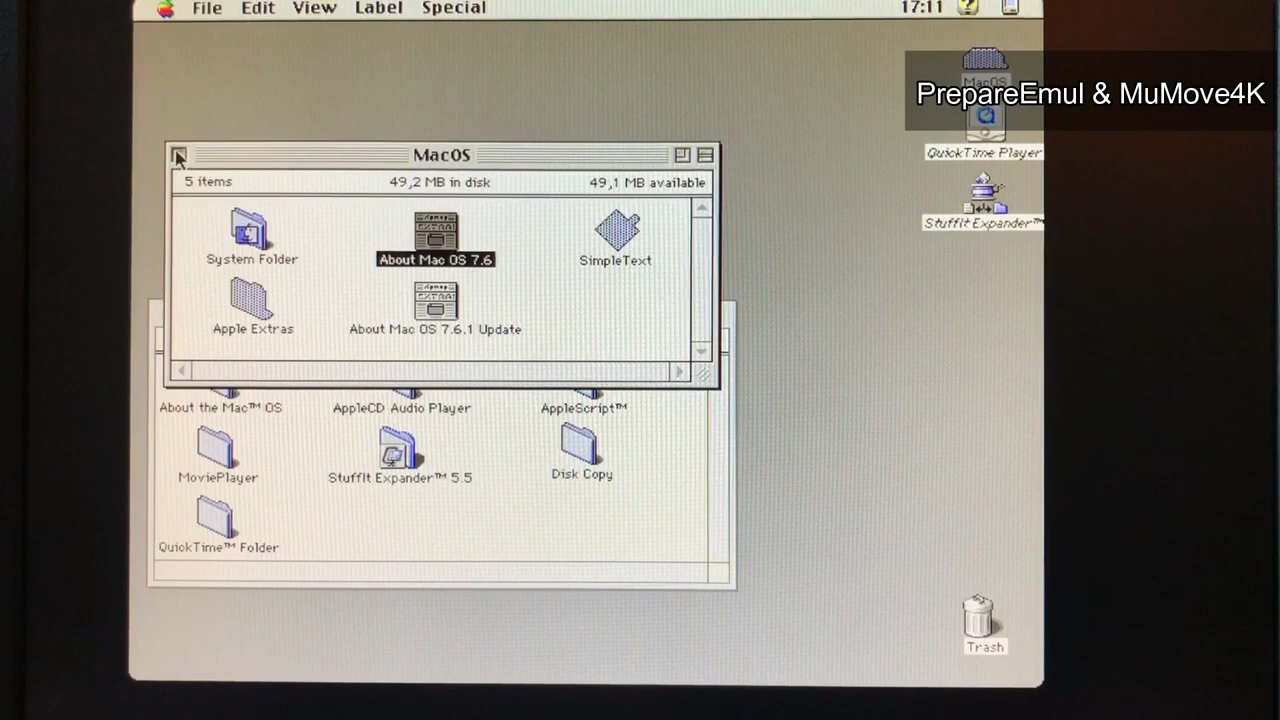 File Edit View Label Special 17:11
MacOS
PrepareEmul & MuMove4K
QuickTime Player
StuffIt Expander™
MacOS
5 items 49,2 MB in disk 49,1 MB available
System Folder About Mac OS 7.6 SimpleText
Apple Extras About Mac OS 7.6.1 Update
About the Mac™ OS AppleCD Audio Player AppleScript™
MoviePlayer StuffIt Expander™ 5.5 Disk Copy
QuickTime™ Folder
Trash